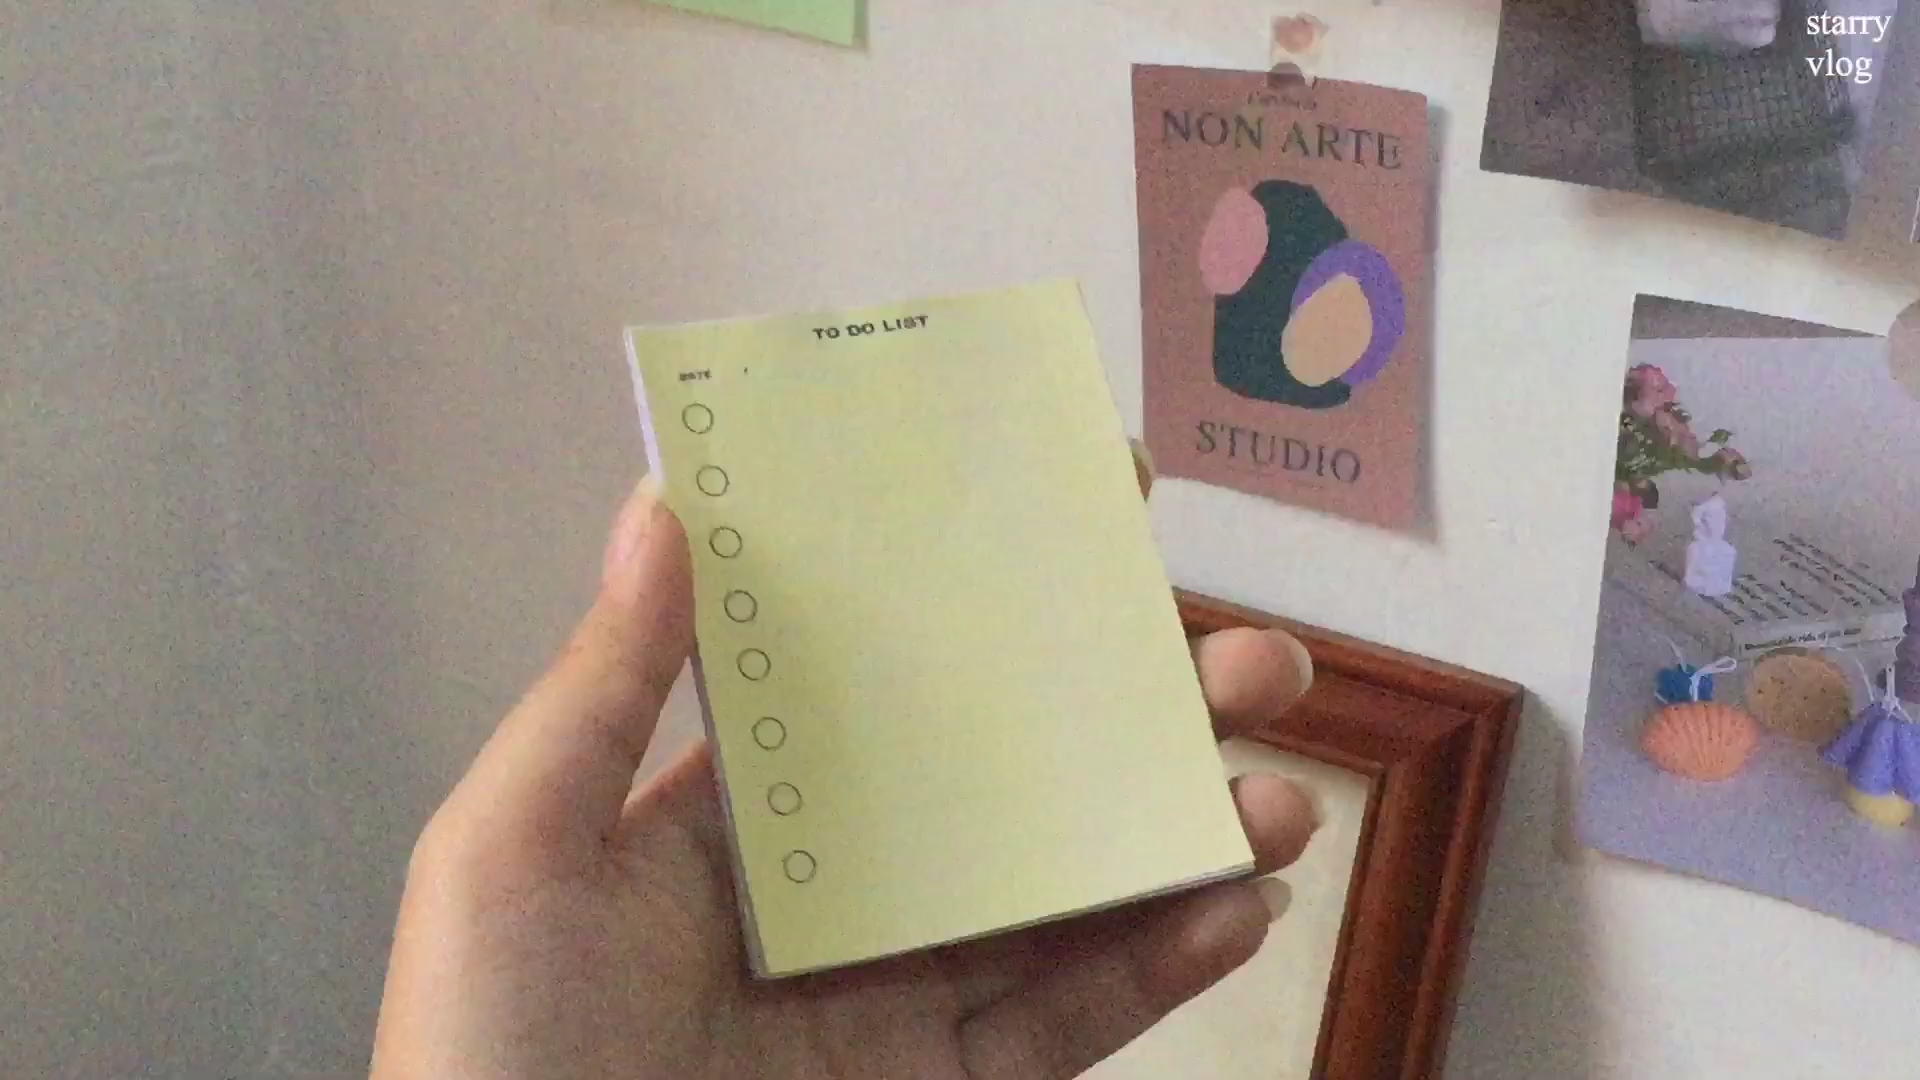 starry
vlog
NON ARTE
STUDIO
TO DO LIST
DATE